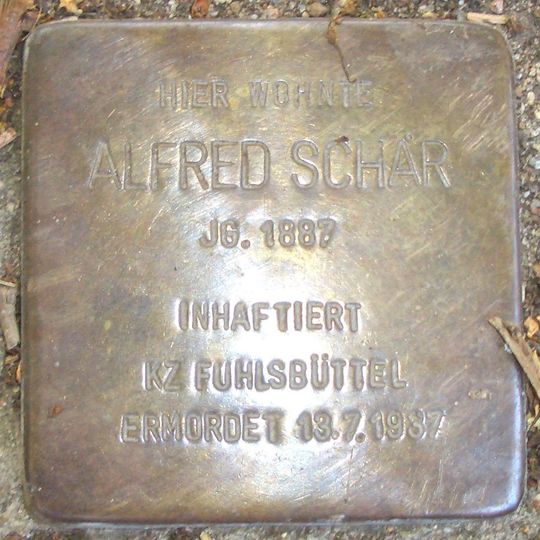 HIER WOHNTE
ALFRED SCHÄR
JG. 1887
INHAFTIERT
KZ FUHLSBÜTTEL
ERMORDET 13.7.1937